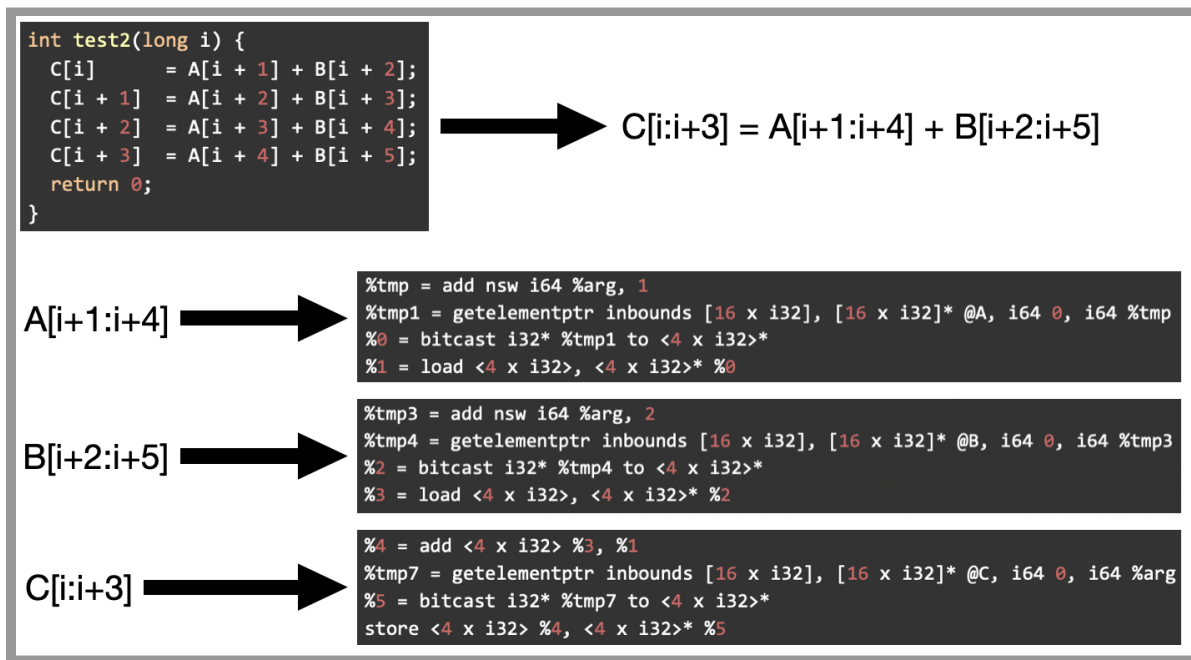 int test2(long i) {
C[i]       = A[i + 1] + B[i + 2];
C[i + 1]  = A[i + 2] + B[i + 3];
C[i + 2]  = A[i + 3] + B[i + 4];
C[i + 3]  = A[i + 4] + B[i + 5];
return 0;
}
C[i:i+3] = A[i+1:i+4] + B[i+2:i+5]
A[i+1:i+4]
%tmp = add nsw i64 %arg, 1
%tmp1 = getelementptr inbounds [16 x i32], [16 x i32]* @A, i64 0, i64 %tmp
%0 = bitcast i32* %tmp1 to <4 x i32>*
%1 = load <4 x i32>, <4 x i32>* %0
B[i+2:i+5]
%tmp3 = add nsw i64 %arg, 2
%tmp4 = getelementptr inbounds [16 x i32], [16 x i32]* @B, i64 0, i64 %tmp3
%2 = bitcast i32* %tmp4 to <4 x i32>*
%3 = load <4 x i32>, <4 x i32>* %2
C[i:i+3]
%4 = add <4 x i32> %3, %1
%tmp7 = getelementptr inbounds [16 x i32], [16 x i32]* @C, i64 0, i64 %arg
%5 = bitcast i32* %tmp7 to <4 x i32>*
store <4 x i32> %4, <4 x i32>* %5